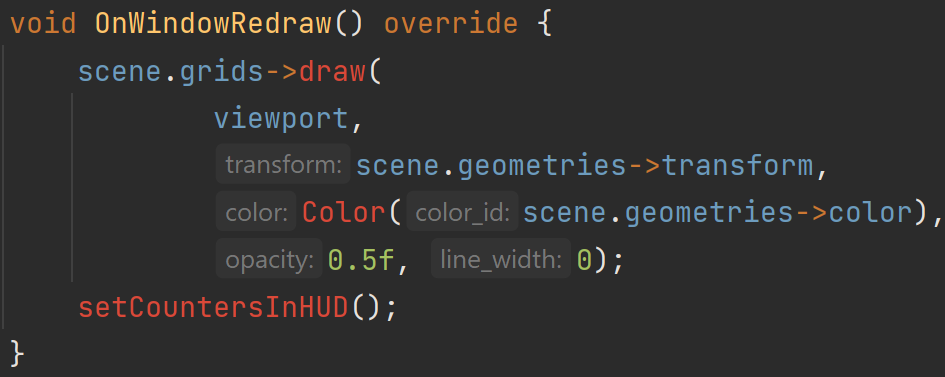 void OnWindowRedraw() override {
scene.grids->draw(
viewport,
transform: scene.geometries->transform,
color: Color( color_id: scene.geometries->color),
opacity: 0.5f, line_width: 0);
setCountersInHUD();
}